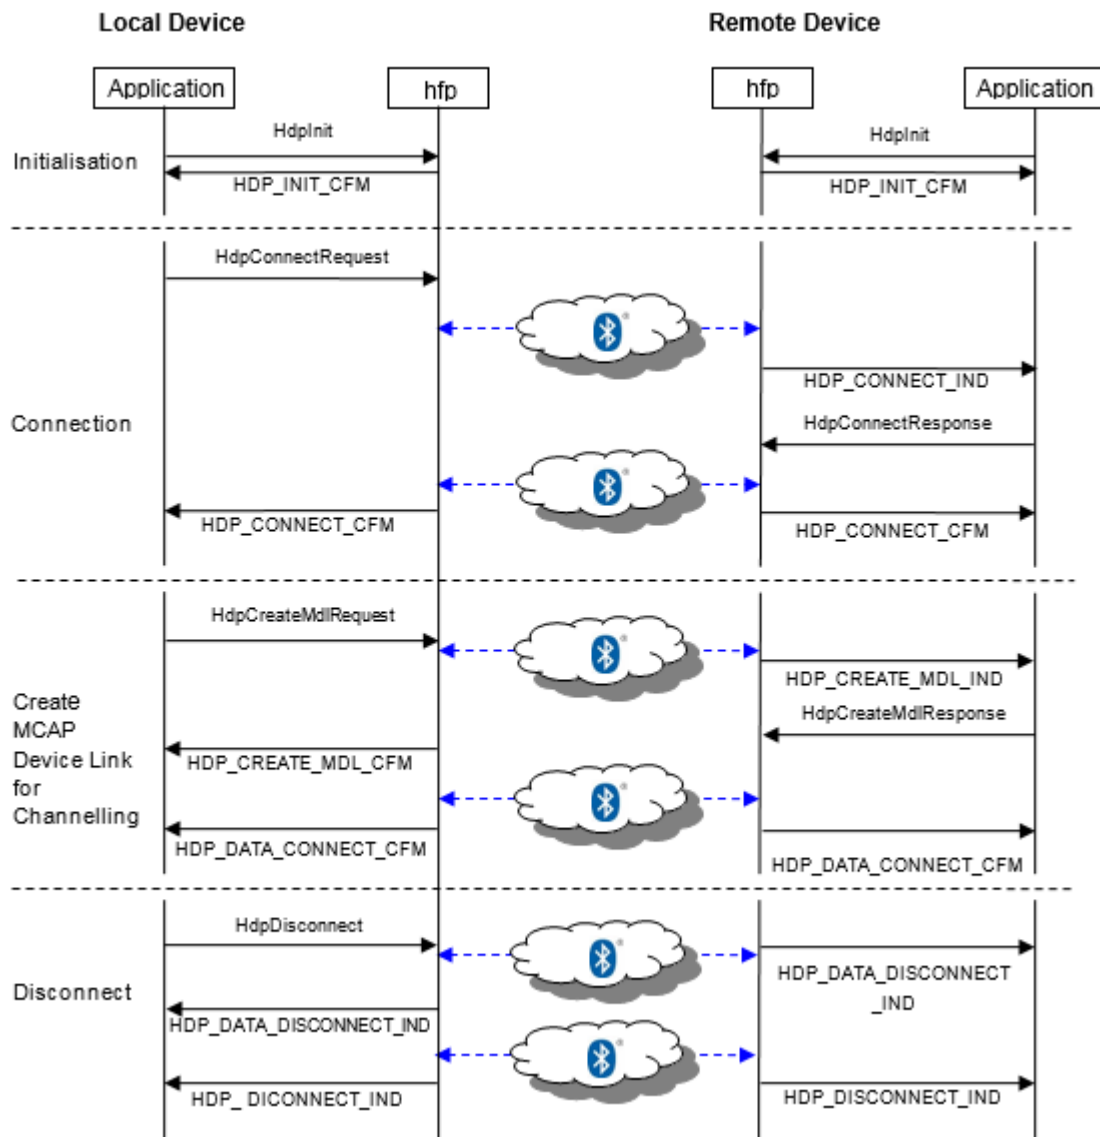 Local Device
Remote Device
Application
hfp
hfp
Application
HdpInit
HdpInit
Initialisation
HDP_INIT_CFM
HDP_INIT_CFM
HdpConnectRequest
HDP_CONNECT_IND
Connection
HdpConnectResponse
HDP_CONNECT_CFM
HDP_CONNECT_CFM
HdpCreateMdlRequest
HDP_CREATE_MDL_IND
Create
MCAP
Device Link
for
Channelling
HdpCreateMdlResponse
HDP_CREATE_MDL_CFM
HDP_DATA_CONNECT_CFM
HDP_DATA_CONNECT_CFM
HdpDisconnect
HDP_DATA_DISCONNECT
_IND
Disconnect
HDP_DATA_DISCONNECT_IND
HDP_ DICONNECT_IND
HDP_DISCONNECT_IND